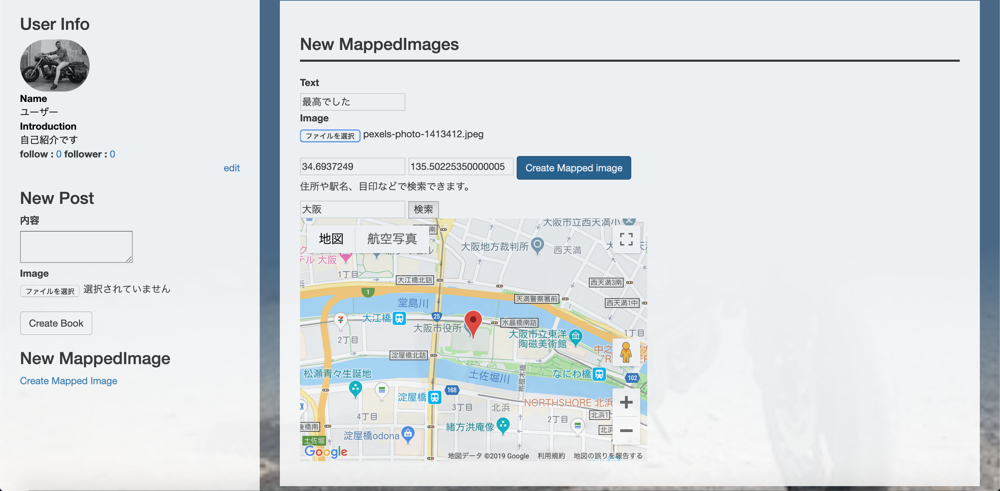 User Info
Name
ユーザー
Introduction
自己紹介です
follow : 0 follower : 0
edit
New Post
内容
Image
ファイルを選択 選択されていません
Create Book
New MappedImage
Create Mapped Image
New MappedImages
Text
最高でした
Image
ファイルを選択 pexels-photo-1413412.jpeg
34.6937249 135.50225350000005 Create Mapped image
住所や駅名、目印などで検索できます。
大阪 検索
大阪市立西天満小
地図 航空写真
南
大阪地方裁判所
西天満
テル 大阪
1丁目
大江橋北詰
西天満3南
1
天満警察署前
西天満1中
堂島川
大江橋
25
水晶橋南詰
大阪市役所
大阪市立東洋
陶磁美術館
1丁目
2丁目
淀屋橋北詰
松瀬青々生誕地
土佐堀川
栴檀木橋
なにわ橋
102
168
淀屋橋
NORTHSHORE 北浜
3丁目
北浜
北浜1
4丁目
2丁目
後橋南
緒方洪庵像
北浜
淀屋橋odona
土佐堀
Google
地図データ ©2019 Google 利用規約 地図の誤りを報告する